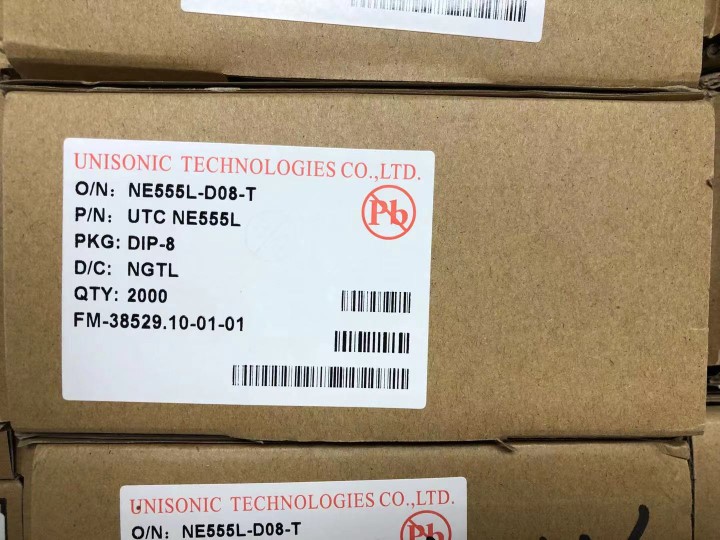 UNISONIC TECHNOLOGIES CO.,LTD.
O/N: NE555L-D08-T
P/N: UTC NE555L
PKG: DIP-8
D/C: NGTL
QTY: 2000
FM-38529.10-01-01
Pb
UNISONIC TECHNOLOGIES CO.,LTD.
O/N: NE555L-D08-T
Pb